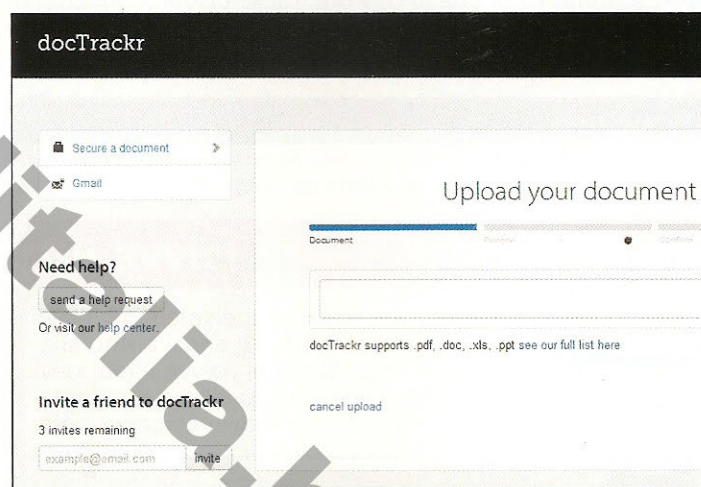 docTrackr
Secure a document
Gmail
Need help?
send a help request
Or visit our help center.
Invite a friend to docTrackr
3 invites remaining
example@email.com
invite
Upload your document
Document
Confirm
docTrackr supports .pdf, .doc, .xls, .ppt see our full list here
cancel upload